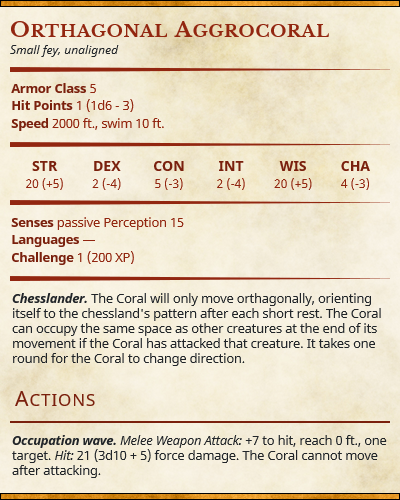 Orthagonal Aggrocoral
Small fey, unaligned
Armor Class 5
Hit Points 1 (1d6 - 3)
Speed 2000 ft., swim 10 ft.
STR DEX CON INT WIS CHA
20 (+5) 2 (-4) 5 (-3) 2 (-4) 20 (+5) 4 (-3)
Senses passive Perception 15
Languages —
Challenge 1 (200 XP)
Chesslander. The Coral will only move orthagonally, orienting
itself to the chessland's pattern after each short rest. The Coral
can occupy the same space as other creatures at the end of its
movement if the Coral has attacked that creature. It takes one
round for the Coral to change direction.
Actions
Occupation wave. Melee Weapon Attack: +7 to hit, reach 0 ft., one
target. Hit: 21 (3d10 + 5) force damage. The Coral cannot move
after attacking.